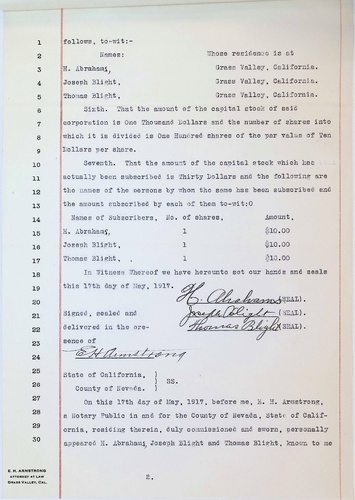 1 follows, to-wit:-
2 Names: Whose residence is at
3 H. Abrahams, Grass Valley, California.
4 Joseph Blight, Grass Valley, California.
5 Thomas Blight, Grass Valley, California.
6 Sixth. That the amount of the capital stock of said
7 corporation is One Thousand Dollars and the number of shares into
8 which it is divided is One Hundred shares of the par value of Ten
9 Dollars per share.
10 Seventh. That the amount of the capital stock which has
11 actually been subscribed is Thirty Dollars and the following are
12 the names of the persons by whom the same has been subscribed and
13 the amount subscribed by each of them to-wit:0
14 Names of Subscribers, No. of shares, Amount,
15 H. Abrahams, 1 $10.00
16 Joseph Blight, 1 $10.00
17 Thomas Blight, 1 $10.00
18 In Witness Whereof we have hereunto set our hands and seals
19 this 17th day of May, 1917.
20 H. Abrahams (SEAL).
21 Signed, sealed and Joseph Blight (SEAL).
22 delivered in the pre- Thomas Blight (SEAL).
23 sence of
24 E H Armstrong
25 State of California, )
26 ) SS.
County of Nevada. )
27 On this 17th day of May, 1917, before me, E. H. Armstrong,
28 a Notary Public in and for the County of Nevada, State of Calif-
29 ornia, residing therein, duly commissioned and sworn, personally
30 appeared H. Abrahams, Joseph Blight and Thomas Blight, known to me
E. H. ARMSTRONG
ATTORNEY AT LAW
GRASS VALLEY, CAL.
2.